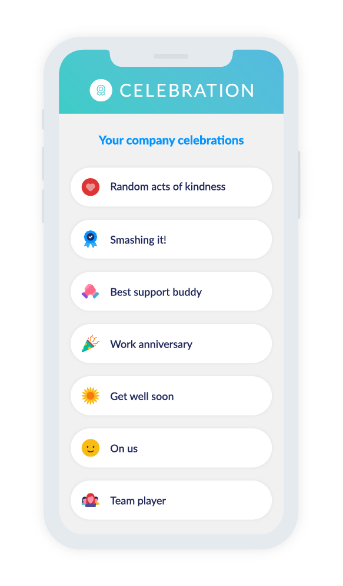 CELEBRATION
Your company celebrations
Random acts of kindness
Smashing it!
Best support buddy
Work anniversary
Get well soon
On us
Team player